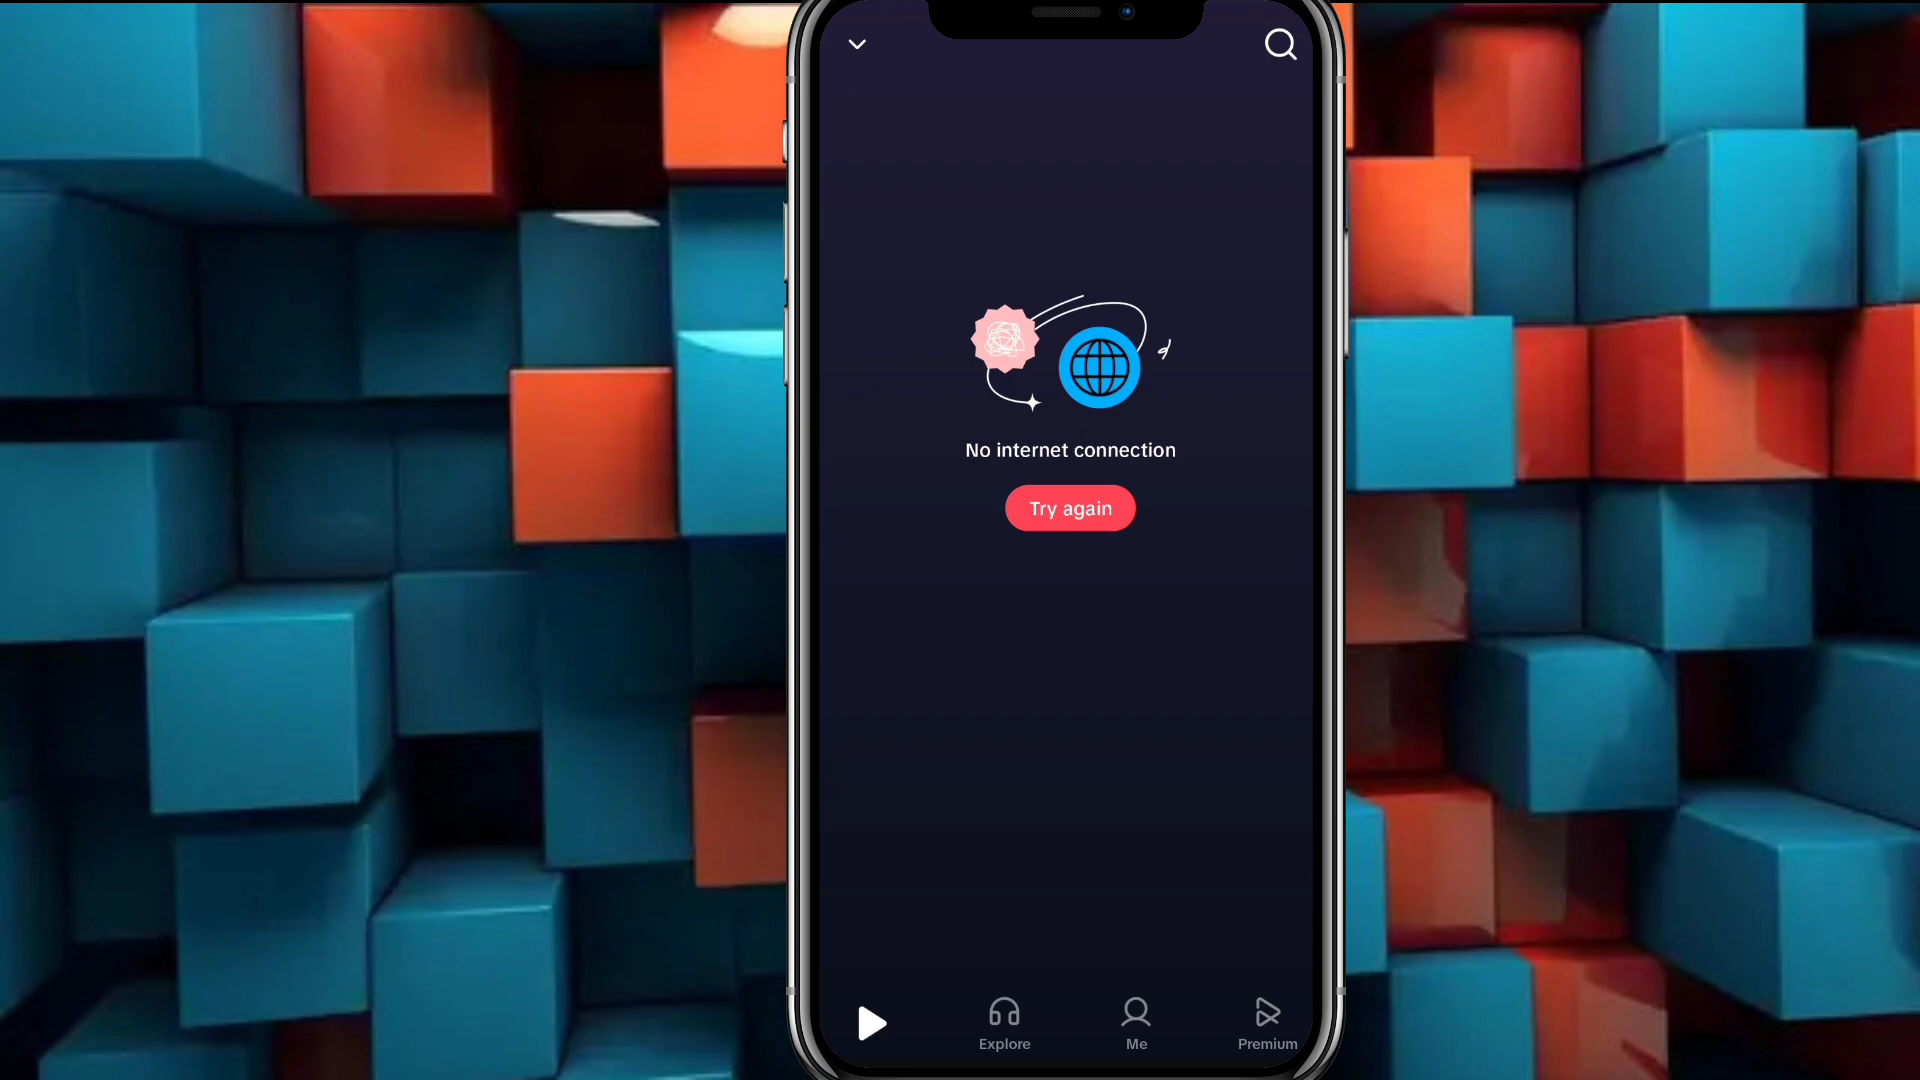 No internet connection
Try again
Explore
Me
Premium